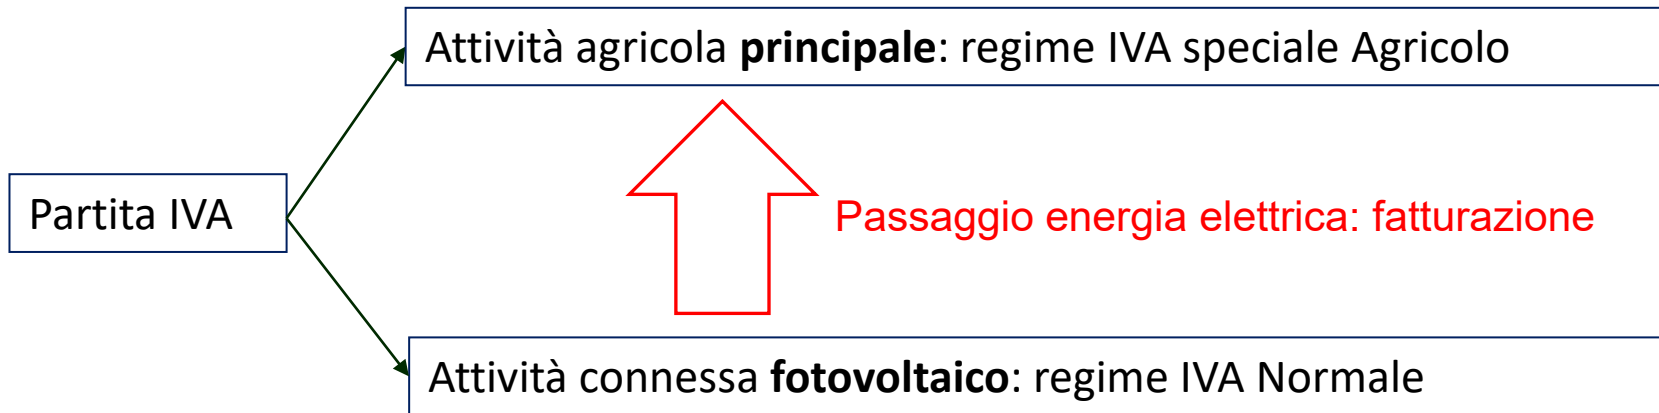 Attività agricola principale: regime IVA speciale Agricolo
Partita IVA
Passaggio energia elettrica: fatturazione
Attività connessa fotovoltaico: regime IVA Normale